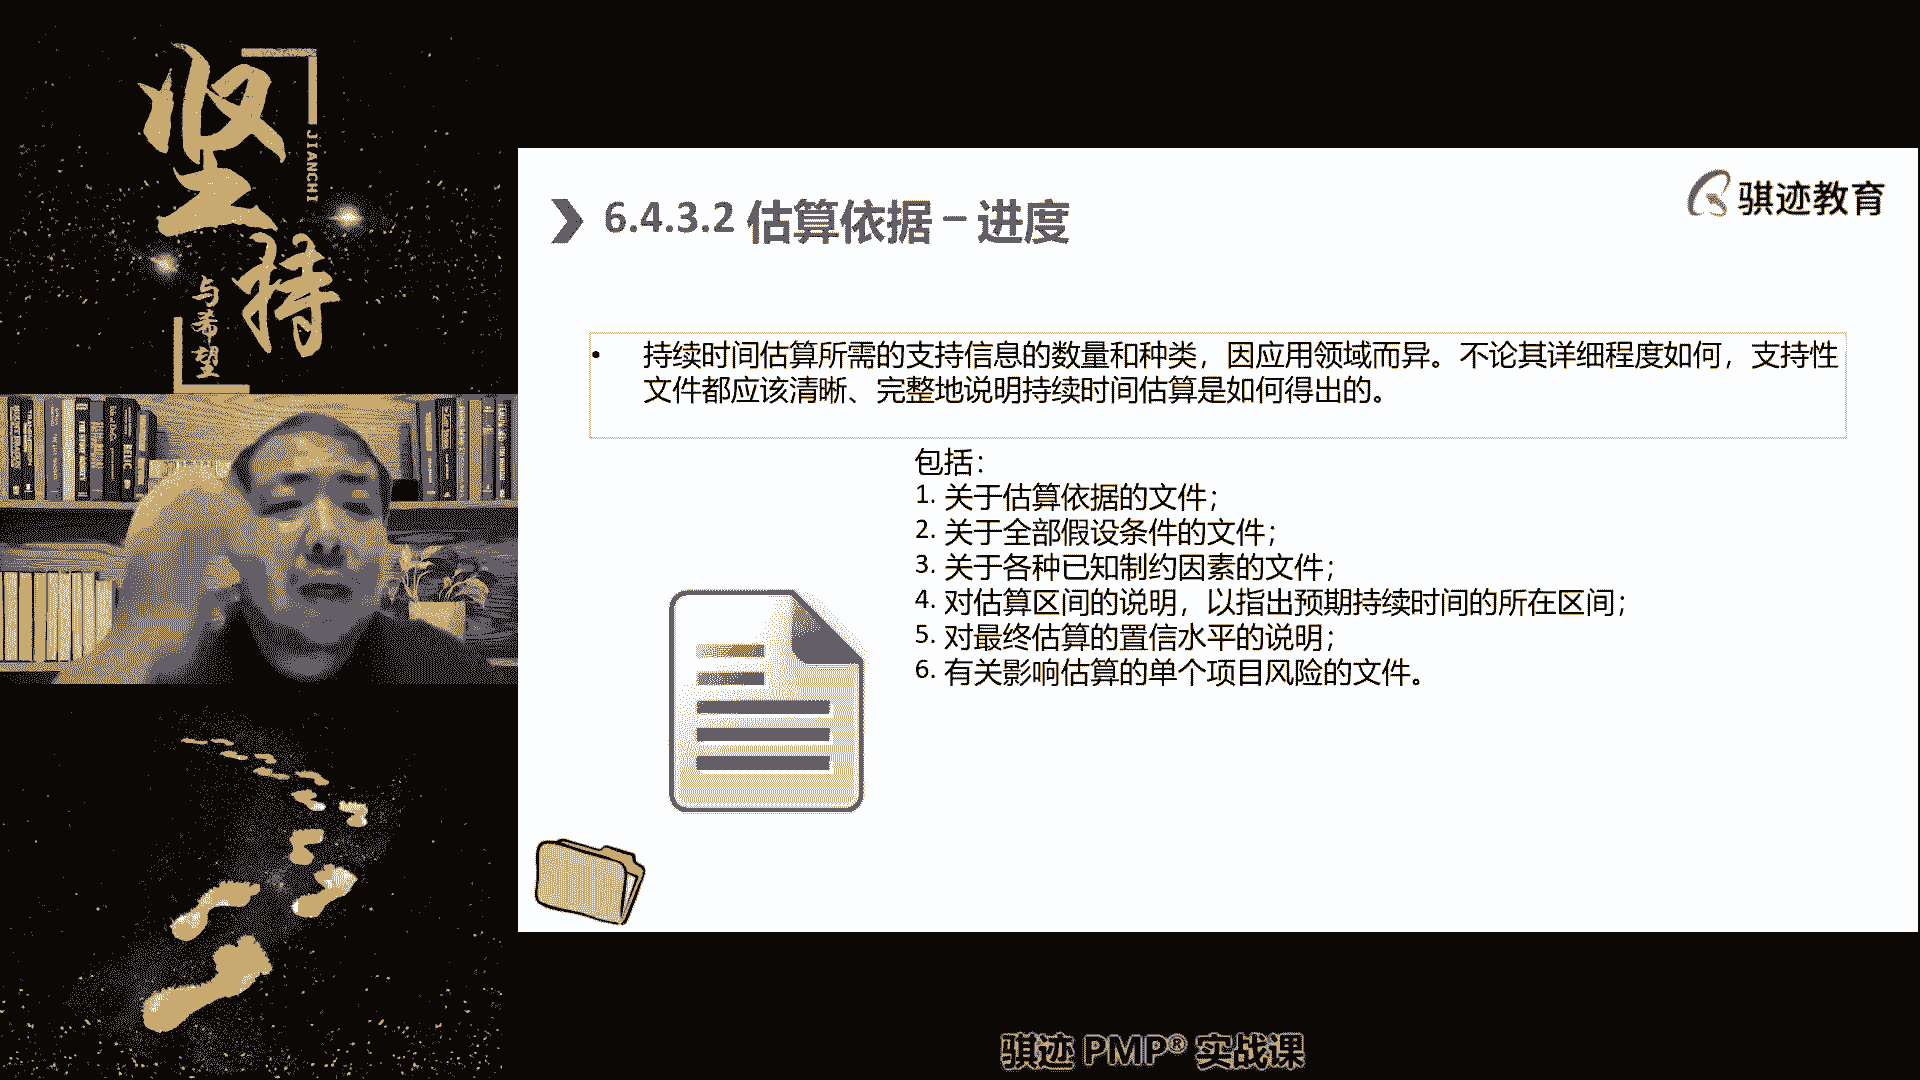 坚持
JIANCHI
与希望
骐迹教育
6.4.3.2 估算依据 – 进度
• 持续时间估算所需的支持信息的数量和种类，因应用领域而异。不论其详细程度如何，支持性
文件都应该清晰、完整地说明持续时间估算是如何得出的。
包括：
1. 关于估算依据的文件；
2. 关于全部假设条件的文件；
3. 关于各种已知制约因素的文件；
4. 对估算区间的说明，以指出预期持续时间的所在区间；
5. 对最终估算的置信水平的说明；
6. 有关影响估算的单个项目风险的文件。
骐迹 PMP® 实战课